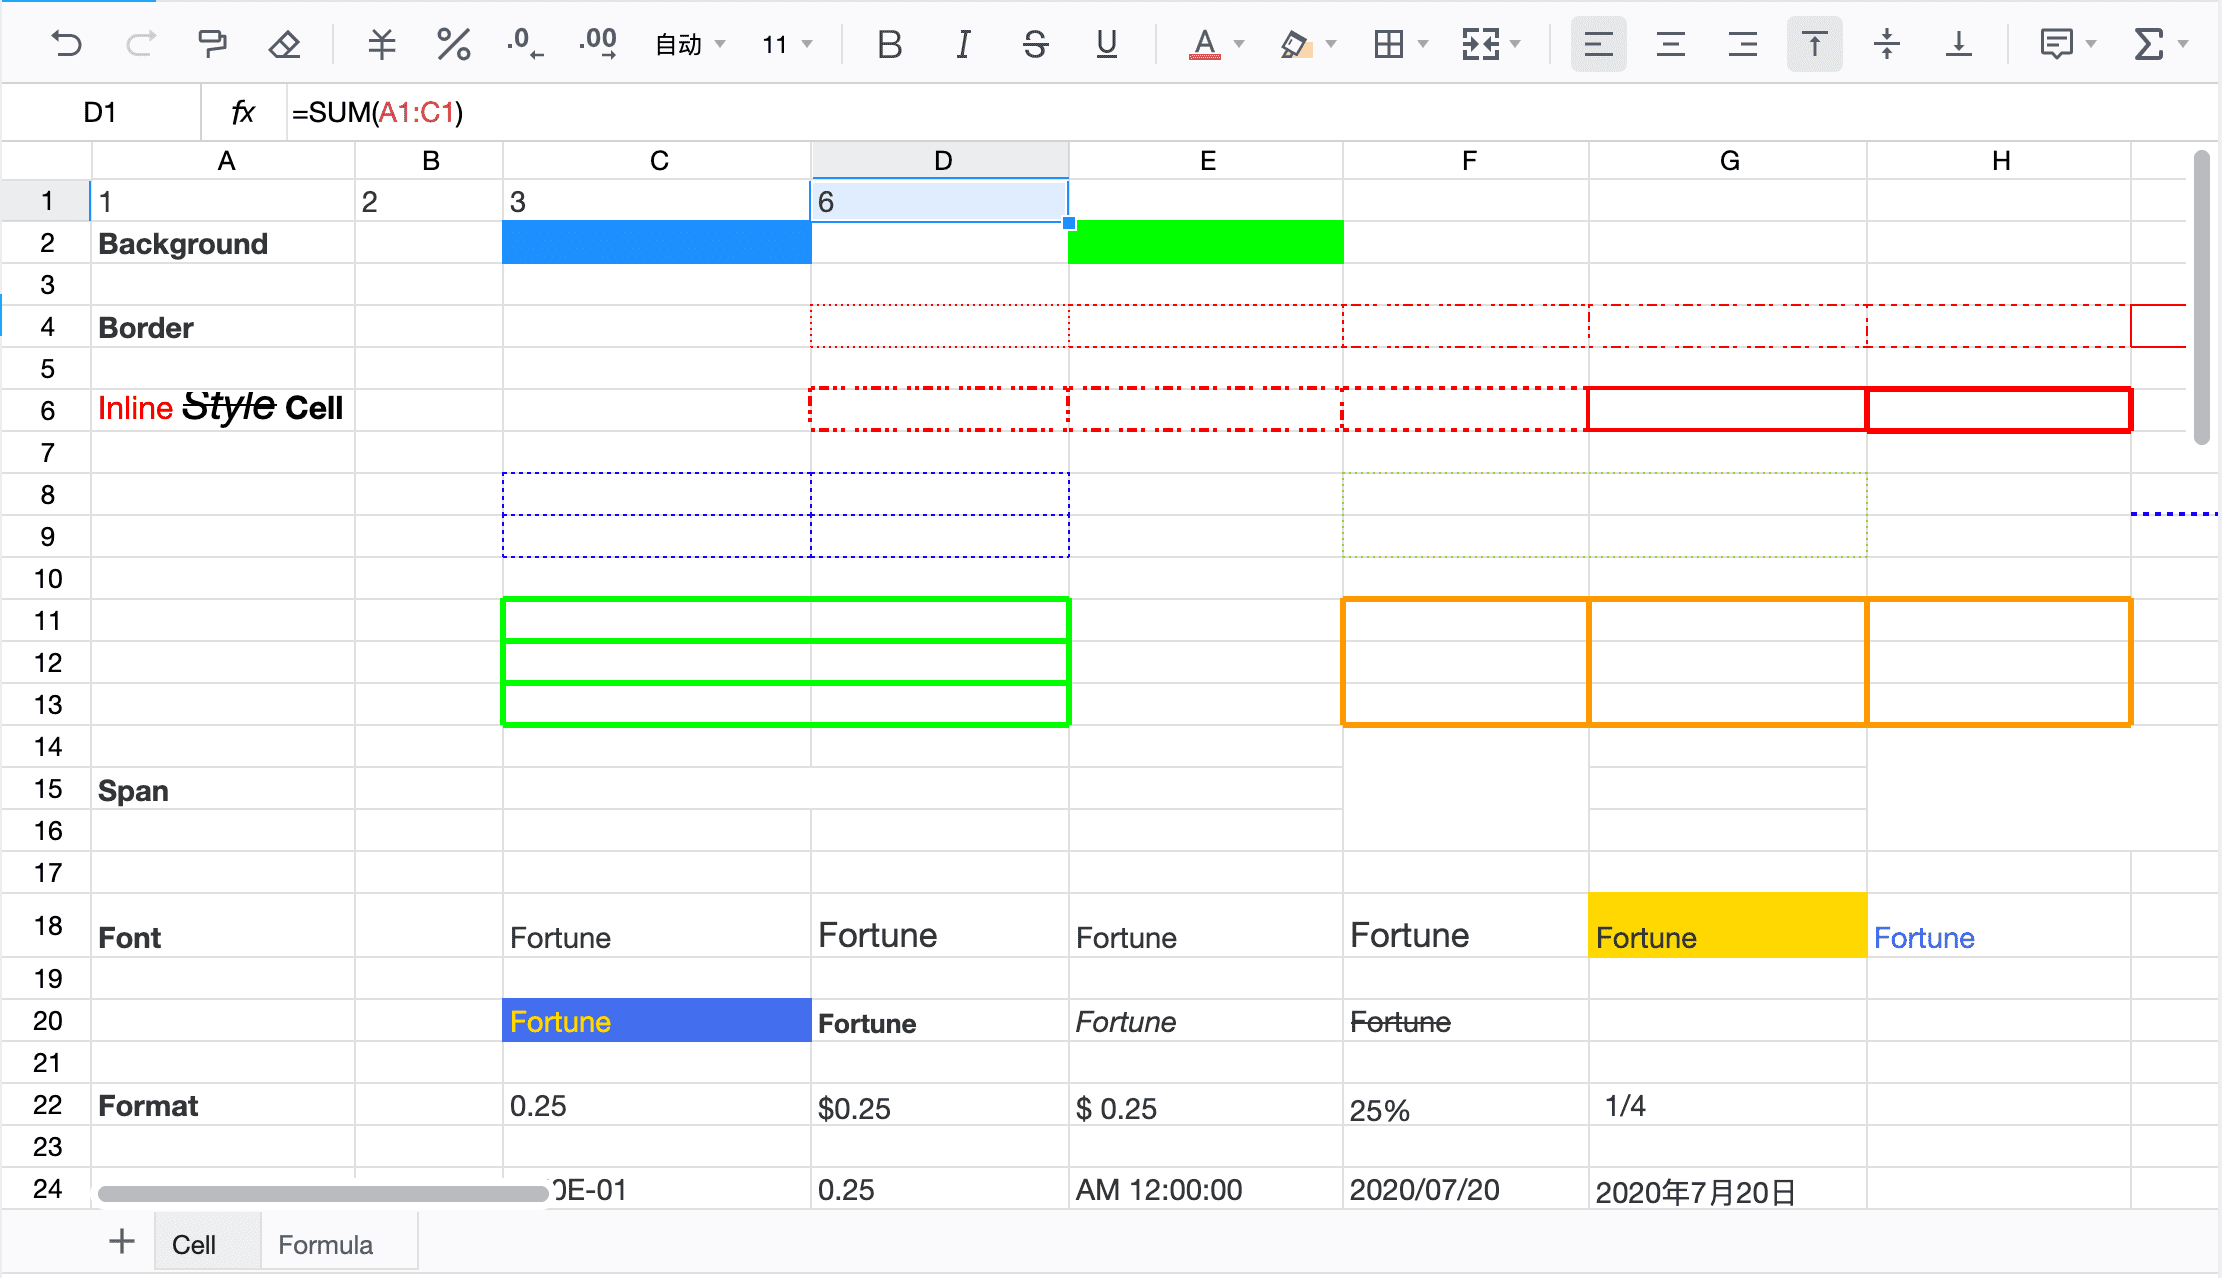 .0 .00 自动 11 B I S U A
D1 fx =SUM(A1:C1)
A B C D E F G H
1 1 2 3 6
2 Background
3
4 Border
5
6 Inline Style Cell
7
8
9
10
11
12
13
14
15 Span
16
17
18 Font Fortune Fortune Fortune Fortune Fortune Fortune
19
20 Fortune Fortune Fortune Fortune
21
22 Format 0.25 $0.25 $ 0.25 25% 1/4
23
24 0E-01 0.25 AM 12:00:00 2020/07/20 2020年7月20日
+ Cell Formula